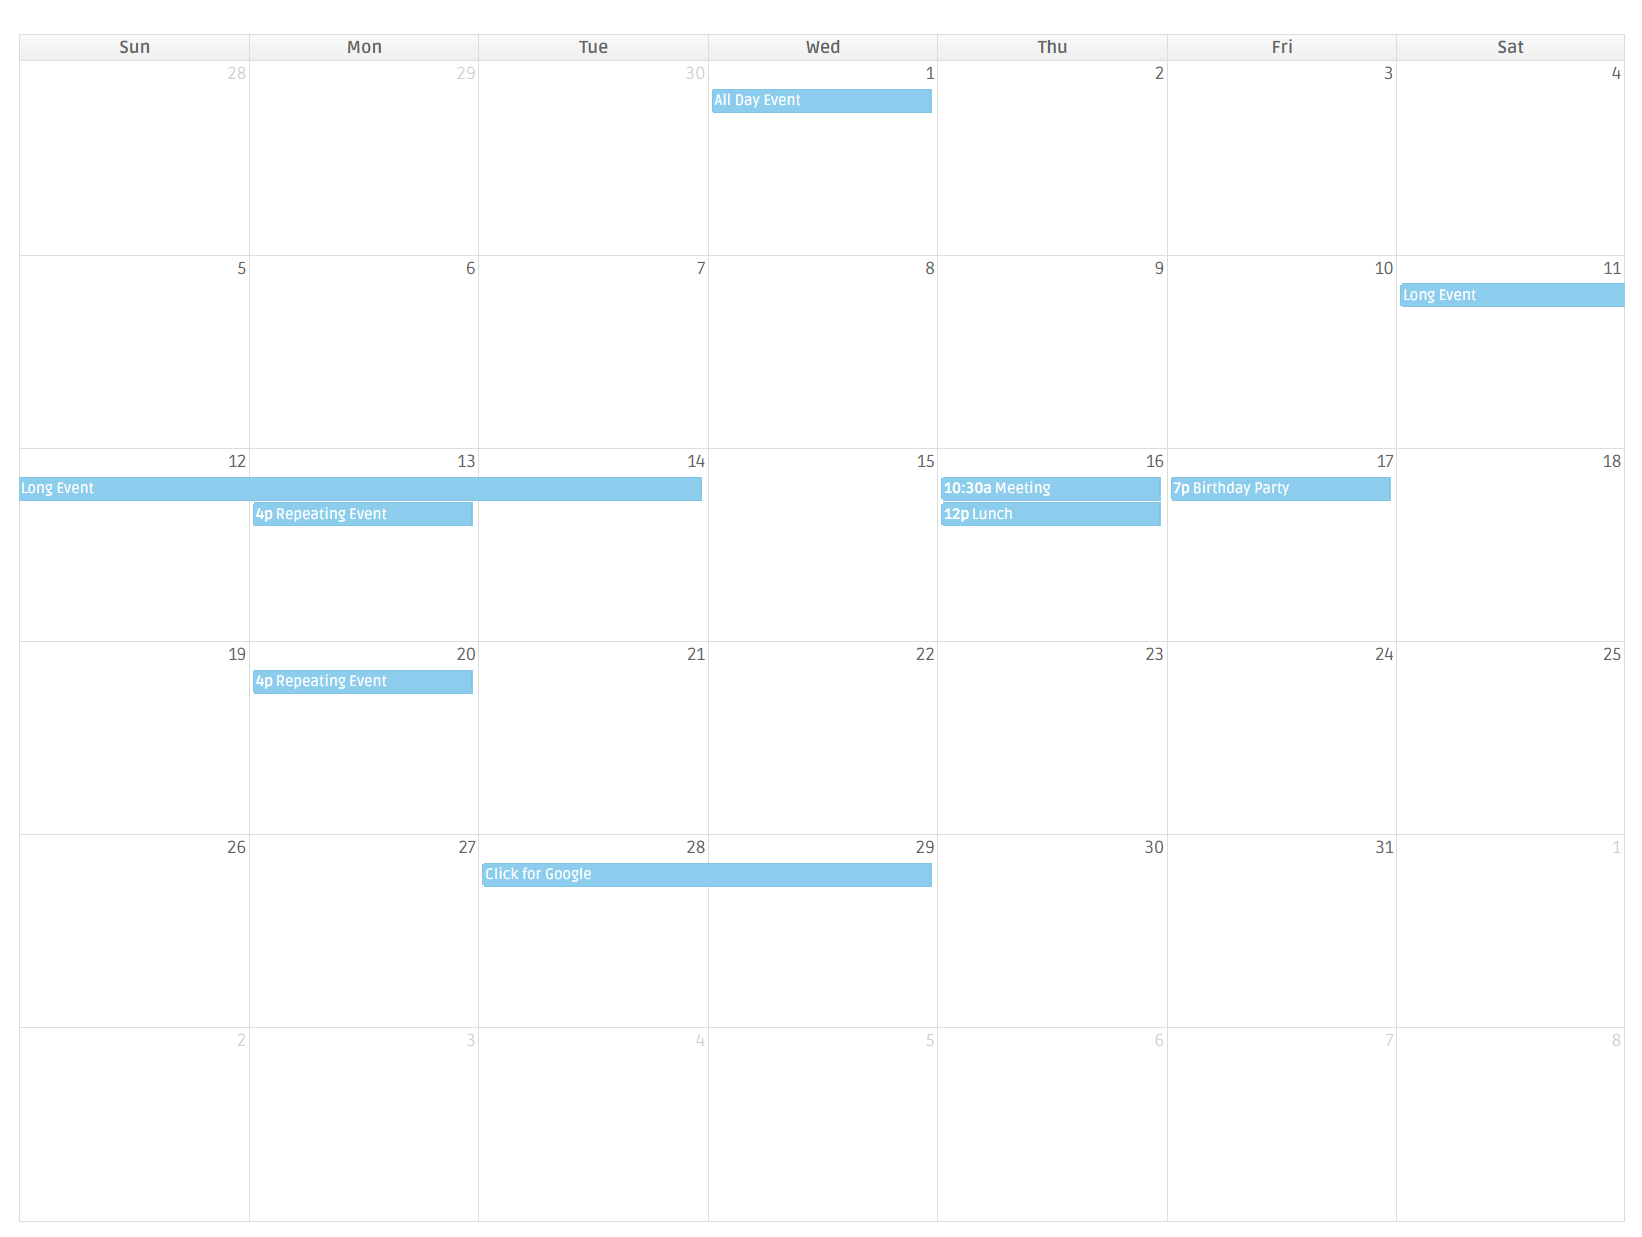 Sun Mon Tue Wed Thu Fri Sat
28 29 30 1 2 3 4
All Day Event
5 6 7 8 9 10 11
Long Event
12 13 14 15 16 17 18
Long Event 10:30a Meeting 7p Birthday Party
4p Repeating Event 12p Lunch
19 20 21 22 23 24 25
4p Repeating Event
26 27 28 29 30 31 1
Click for Google
2 3 4 5 6 7 8